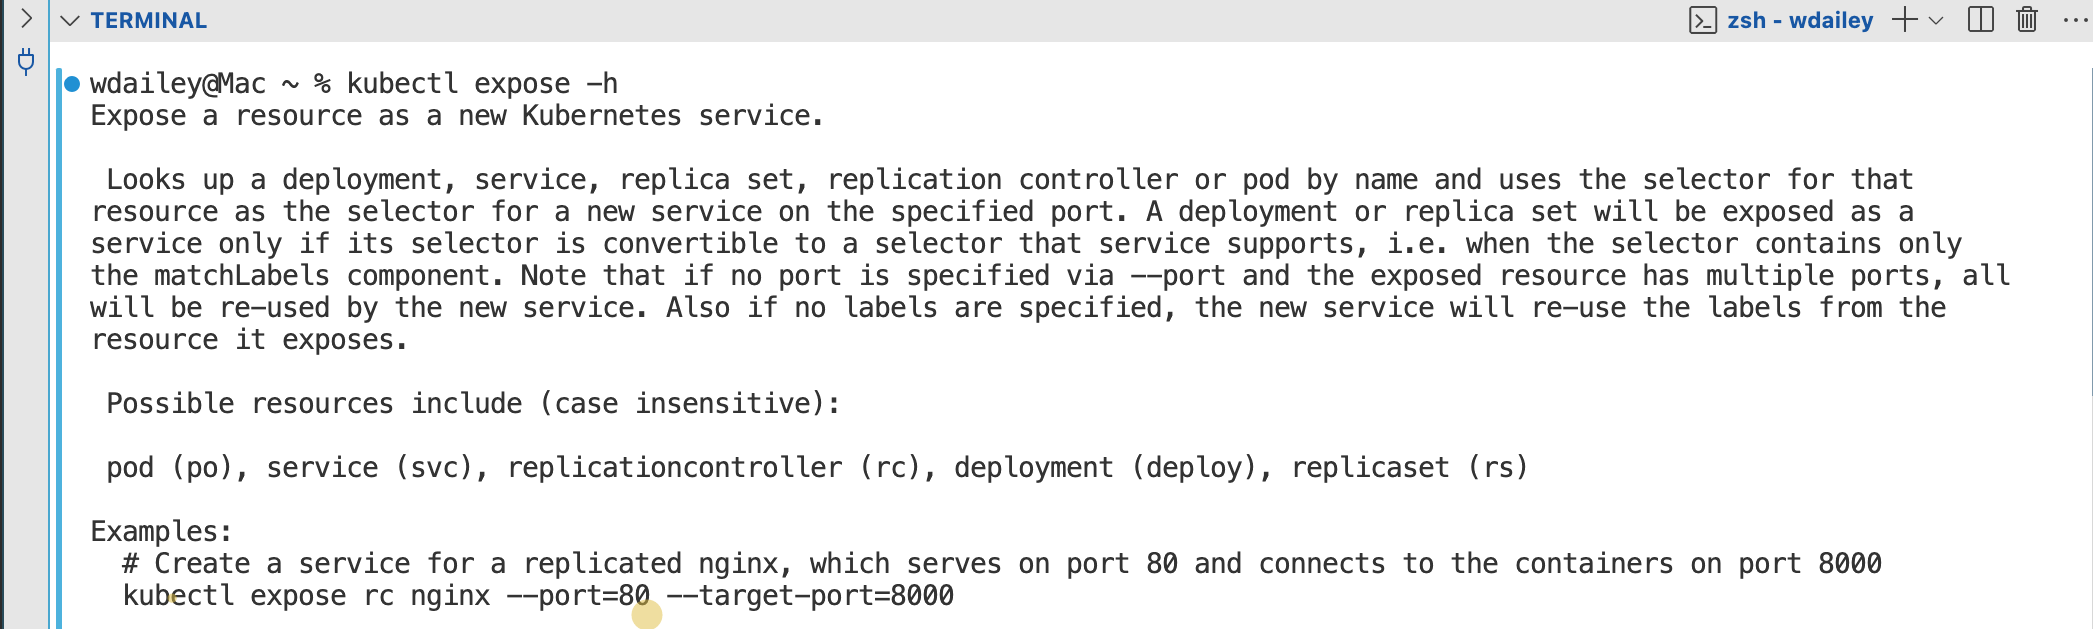 TERMINAL
zsh - wdailey
wdailey@Mac ~ % kubectl expose -h
Expose a resource as a new Kubernetes service.
Looks up a deployment, service, replica set, replication controller or pod by name and uses the selector for that
resource as the selector for a new service on the specified port. A deployment or replica set will be exposed as a
service only if its selector is convertible to a selector that service supports, i.e. when the selector contains only
the matchLabels component. Note that if no port is specified via --port and the exposed resource has multiple ports, all
will be re-used by the new service. Also if no labels are specified, the new service will re-use the labels from the
resource it exposes.
Possible resources include (case insensitive):
pod (po), service (svc), replicationcontroller (rc), deployment (deploy), replicaset (rs)
Examples:
# Create a service for a replicated nginx, which serves on port 80 and connects to the containers on port 8000
kubectl expose rc nginx --port=80 --target-port=8000